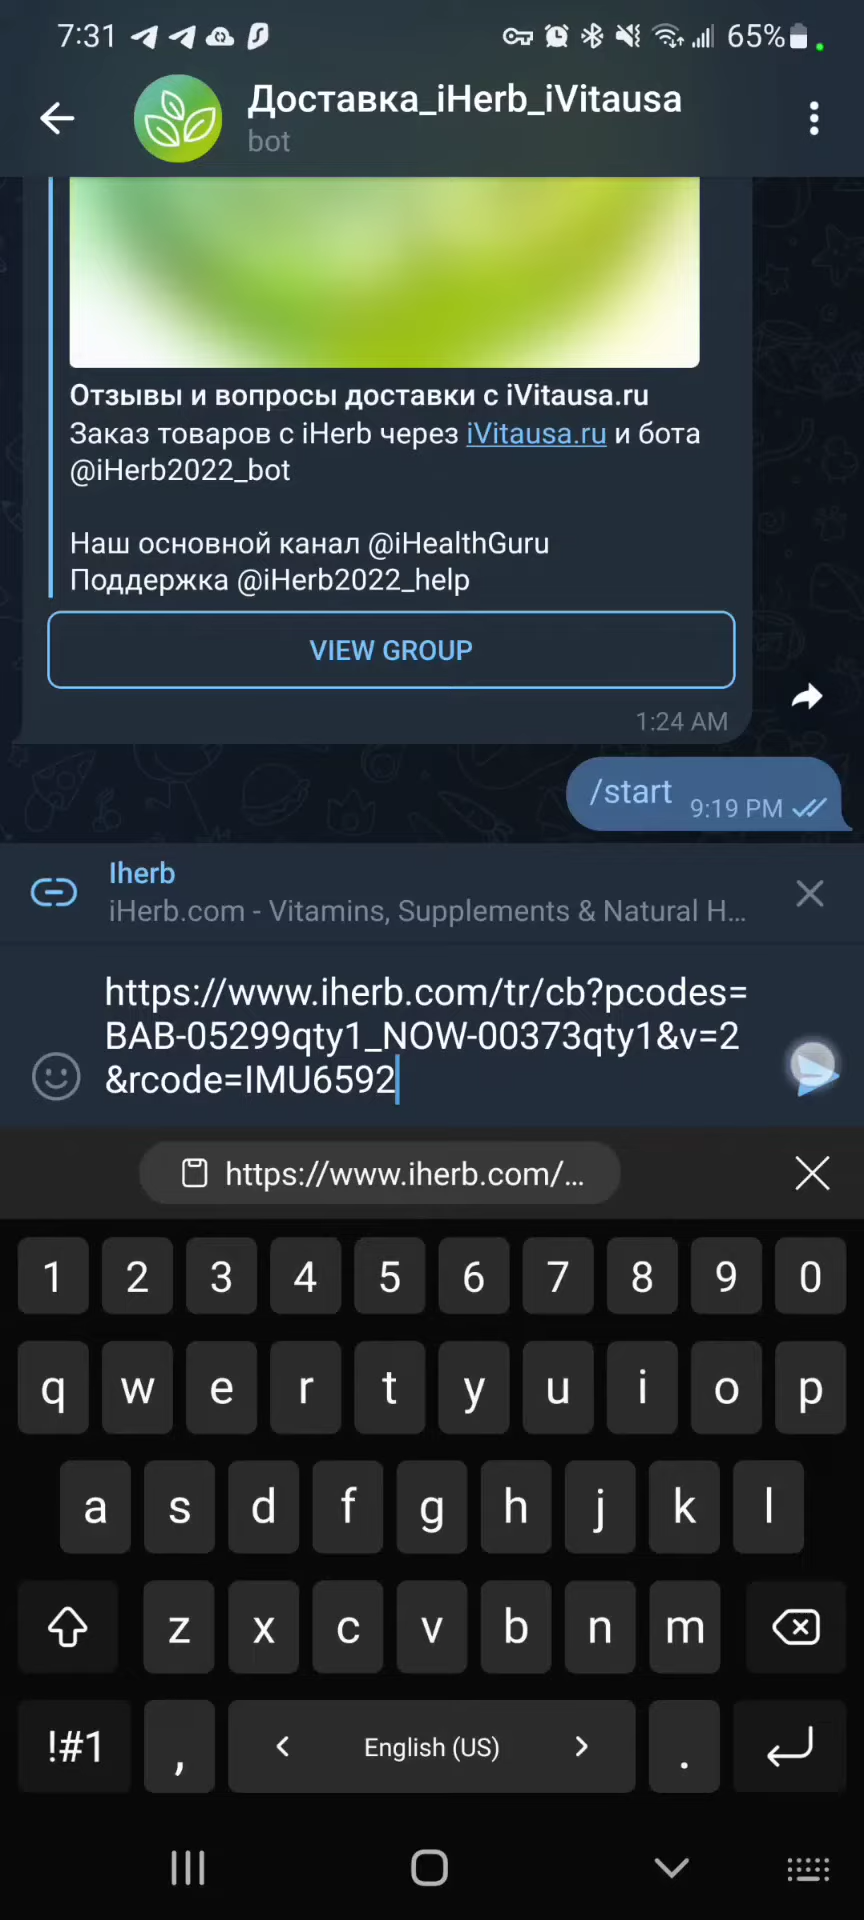 7:31
65%
Доставка_iHerb_iVitausa
bot
Отзывы и вопросы доставки с iVitausa.ru
Заказ товаров с iHerb через iVitausa.ru и бота
@iHerb2022_bot
Наш основной канал @iHealthGuru
Поддержка @iHerb2022_help
VIEW GROUP
1:24 AM
/start 9:19 PM
Iherb
iHerb.com - Vitamins, Supplements & Natural H...
https://www.iherb.com/tr/cb?pcodes=
BAB-05299qty1_NOW-00373qty1&v=2
&rcode=IMU6592
https://www.iherb.com/...
1 2 3 4 5 6 7 8 9 0
q w e r t y u i o p
a s d f g h j k l
z x c v b n m
!#1 , < English (US) > .